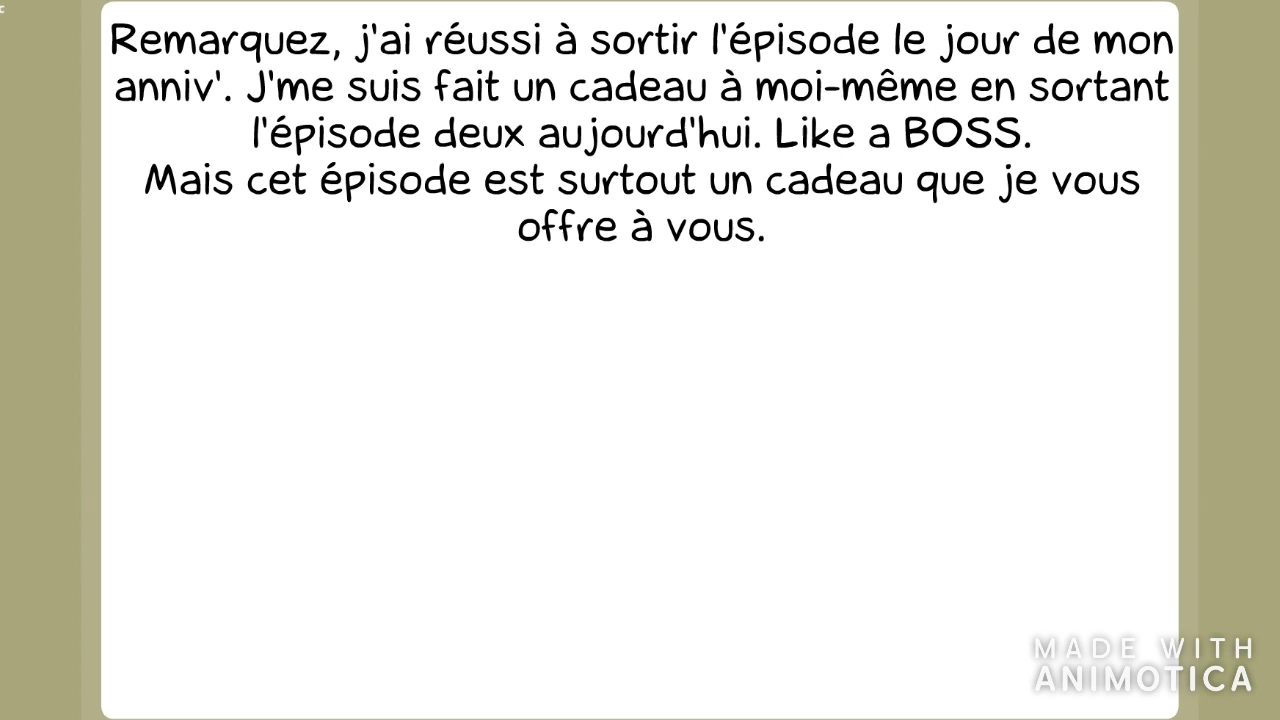 Remarquez, j'ai réussi à sortir l'épisode le jour de mon
anniv'. J'me suis fait un cadeau à moi-même en sortant
l'épisode deux aujourd'hui. Like a BOSS.
Mais cet épisode est surtout un cadeau que je vous
offre à vous.
MADE WITH
ANIMOTICA